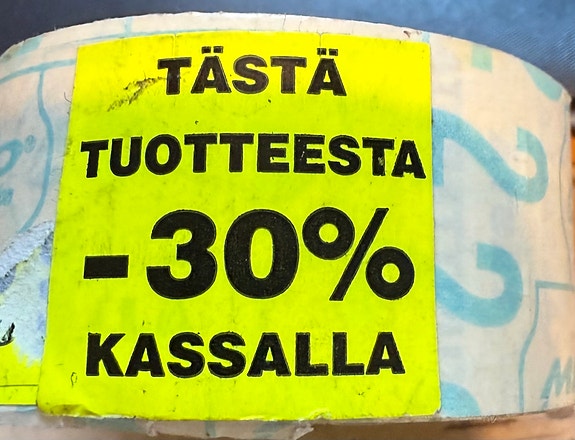 TÄSTÄ
TUOTTEESTA
-30%
KASSALLA